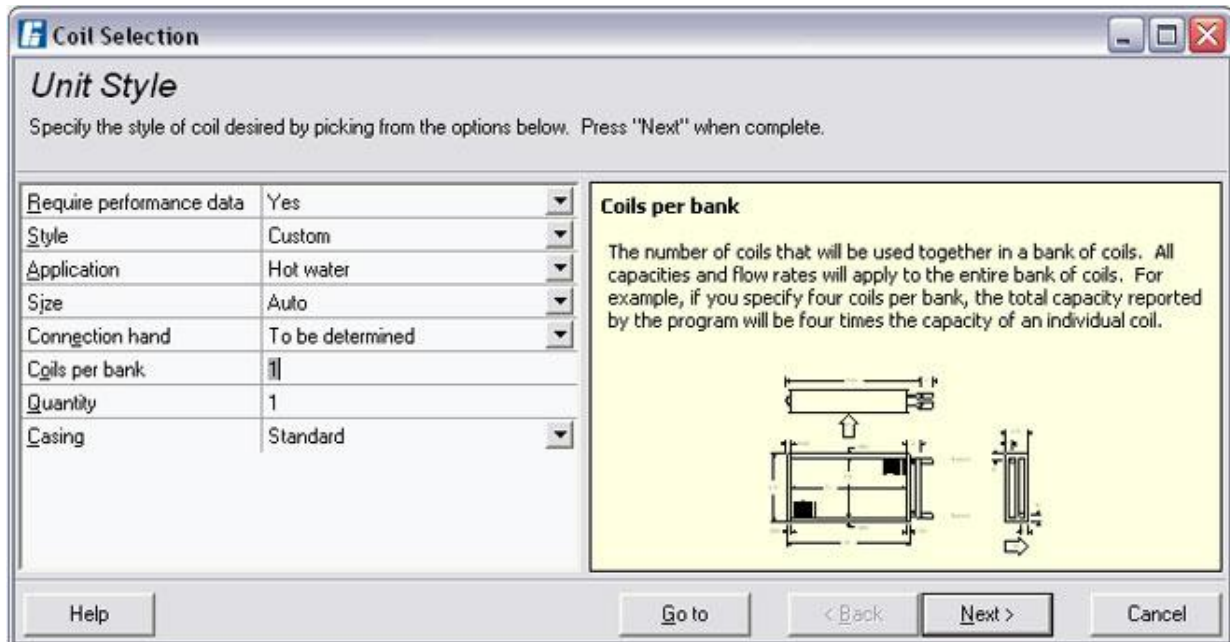 Coil Selection
Unit Style
Specify the style of coil desired by picking from the options below. Press "Next" when complete.
Require performance data Yes
Style Custom
Application Hot water
Size Auto
Connection hand To be determined
Coils per bank 1
Quantity 1
Casing Standard
Coils per bank
The number of coils that will be used together in a bank of coils. All
capacities and flow rates will apply to the entire bank of coils. For
example, if you specify four coils per bank, the total capacity reported
by the program will be four times the capacity of an individual coil.
Help
Go to
< Back
Next >
Cancel